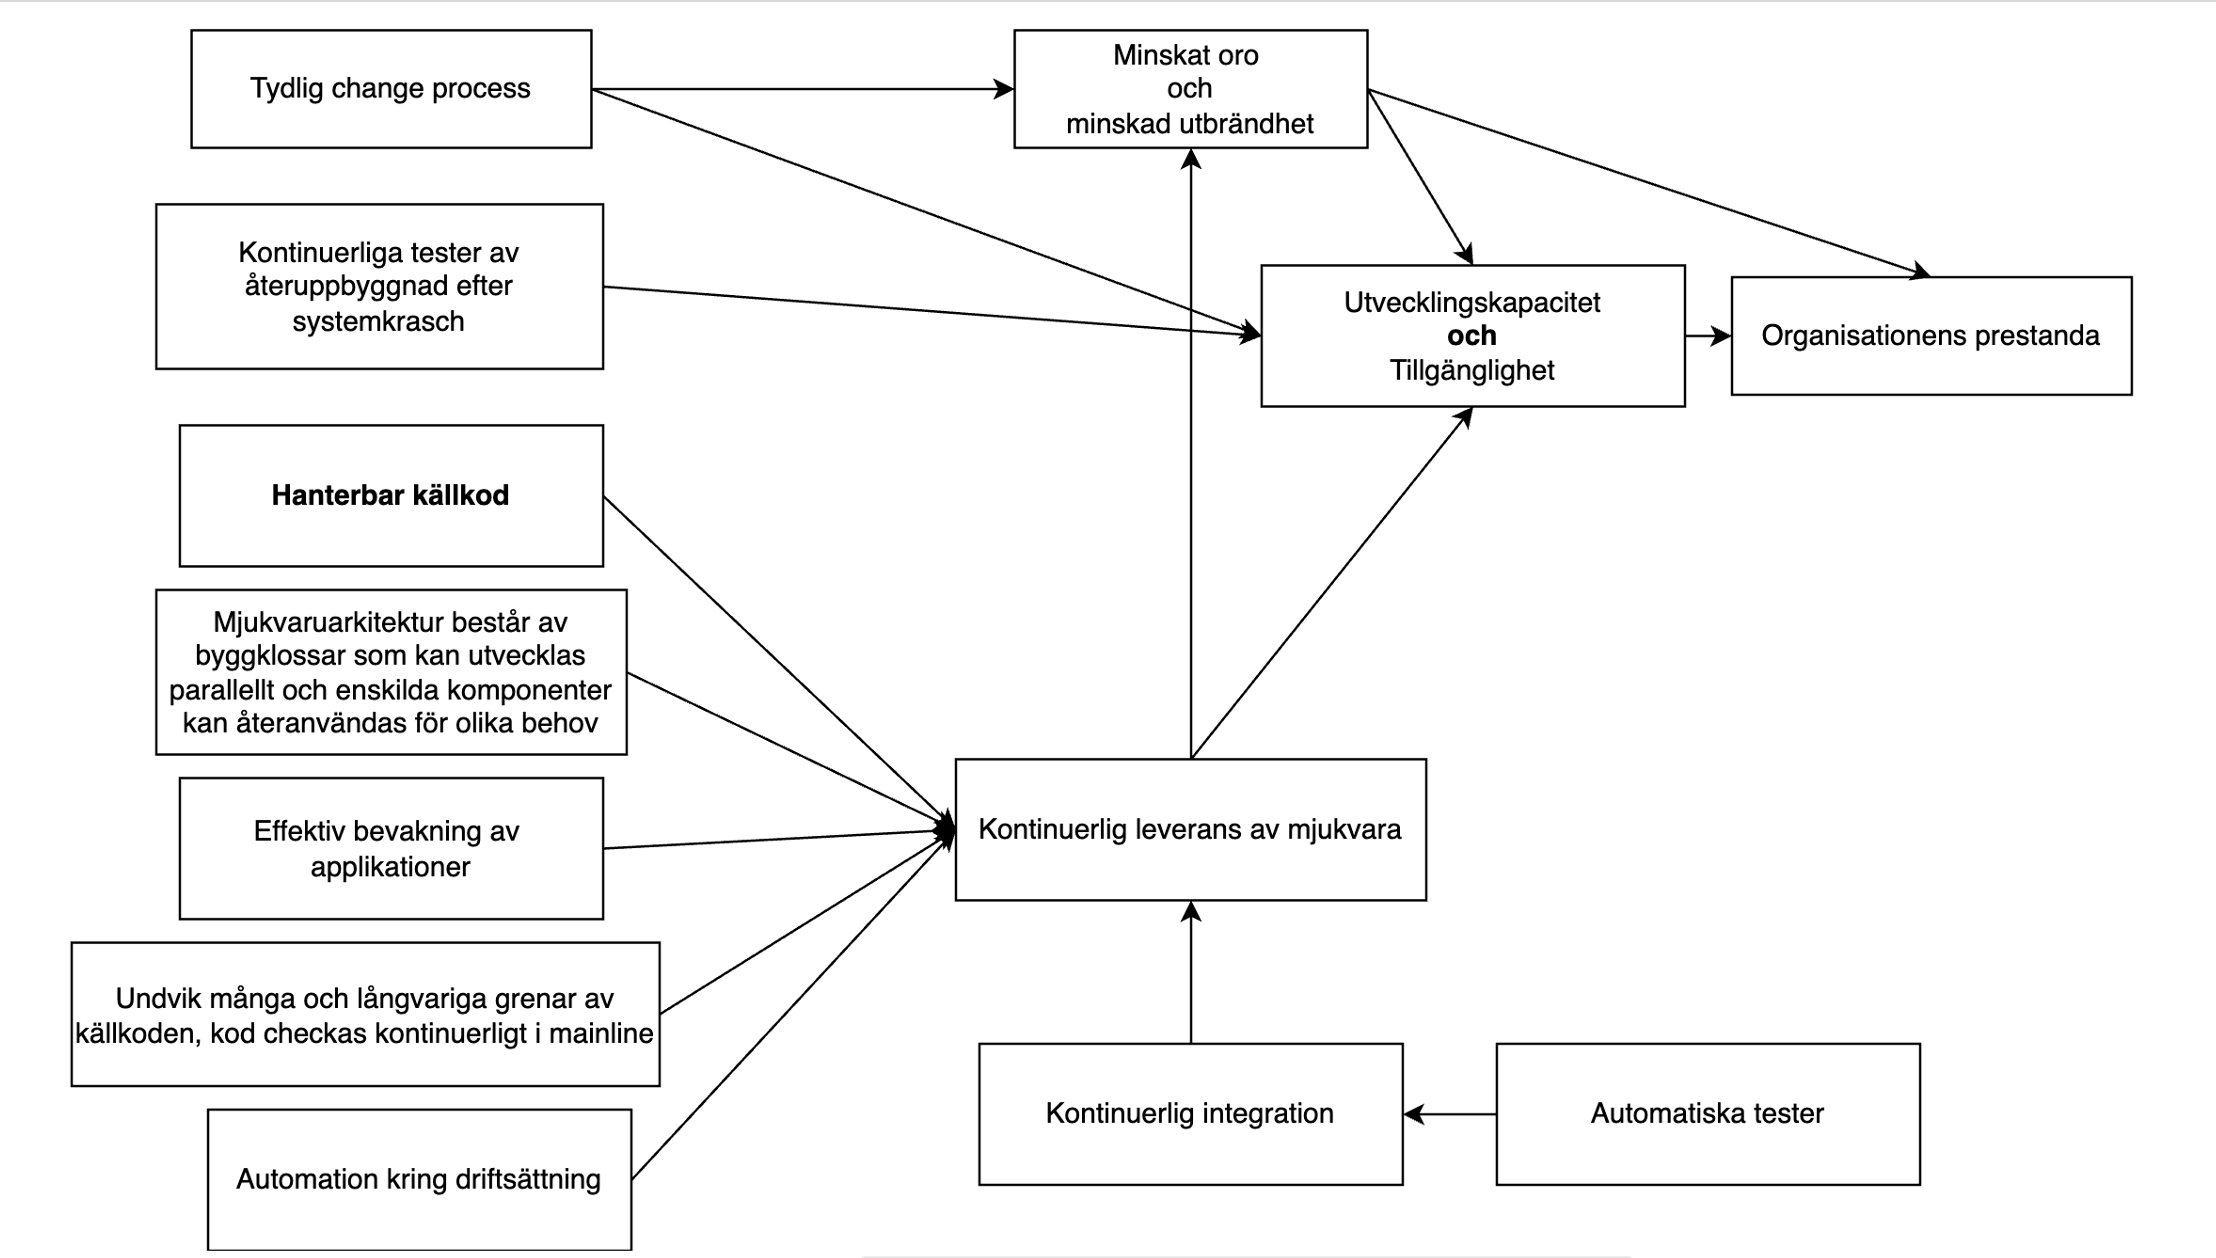 Tydlig change process
Minskat oro
och
minskad utbrändhet
Kontinuerliga tester av
återuppbyggnad efter
systemkrasch
Utvecklingskapacitet
och
Tillgänglighet
Organisationens prestanda
Hanterbar källkod
Mjukvaruarkitektur består av
byggklossar som kan utvecklas
parallellt och enskilda komponenter
kan återanvändas för olika behov
Effektiv bevakning av
applikationer
Kontinuerlig leverans av mjukvara
Undvik många och långvariga grenar av
källkoden, kod checkas kontinuerligt i mainline
Automation kring driftsättning
Kontinuerlig integration
Automatiska tester